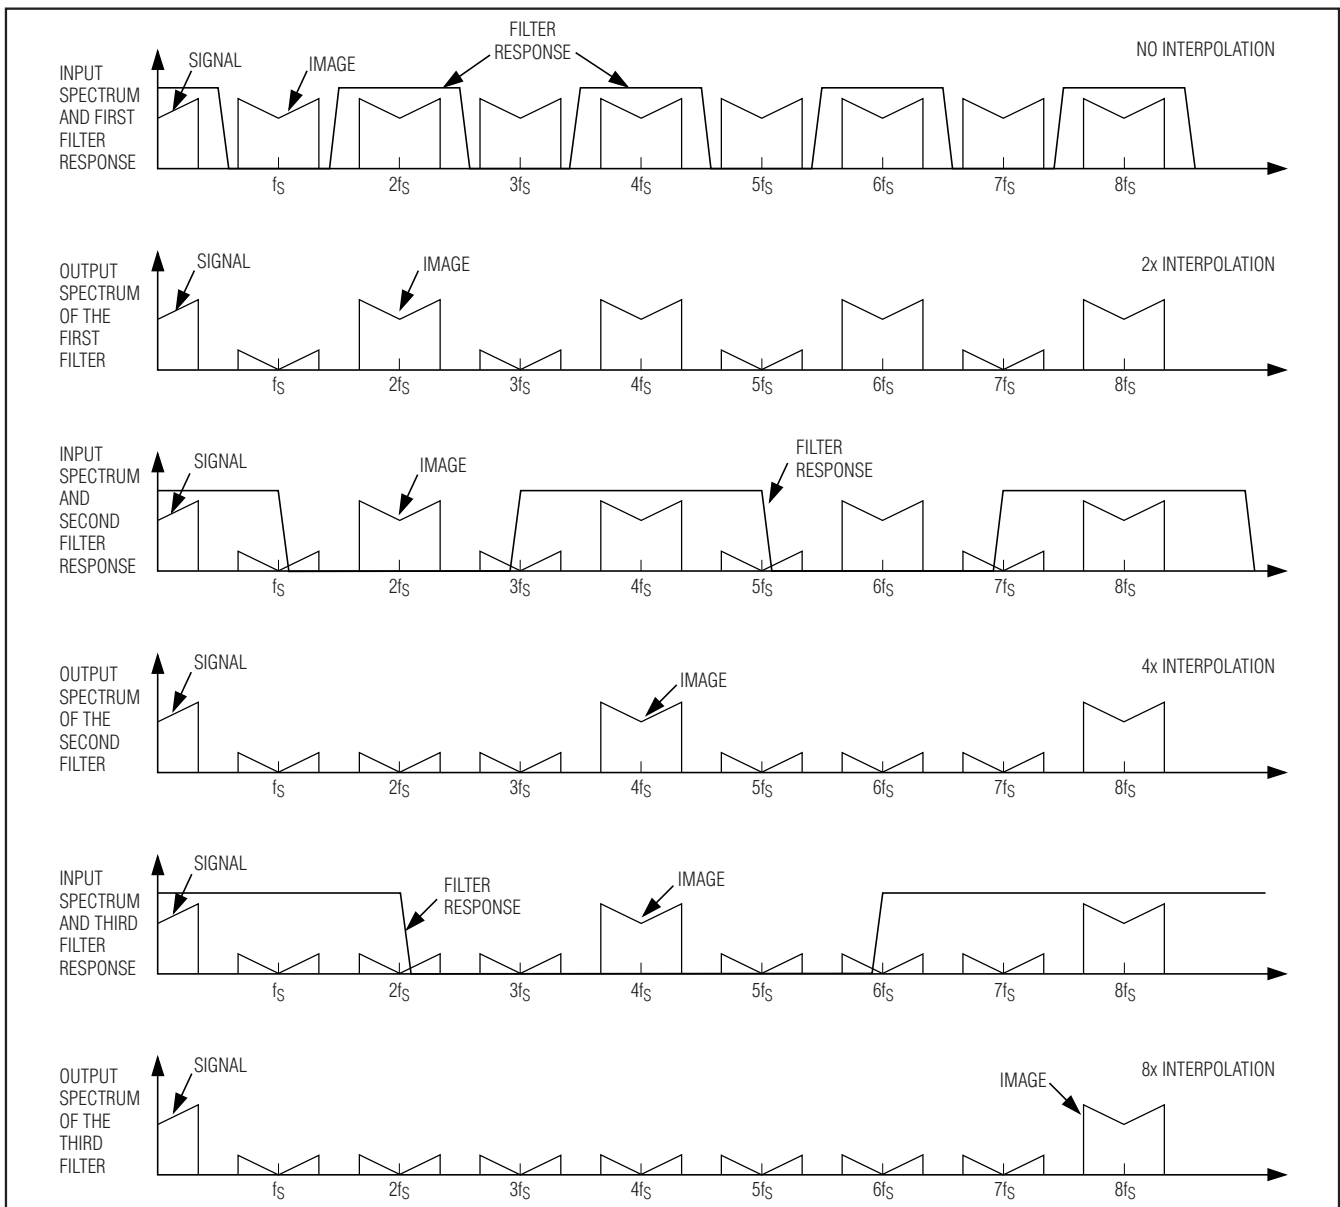 FILTER
RESPONSE
NO INTERPOLATION
SIGNAL
IMAGE
INPUT
SPECTRUM
AND FIRST
FILTER
RESPONSE
fS 2fS 3fS 4fS 5fS 6fS 7fS 8fS
SIGNAL
IMAGE
2x INTERPOLATION
OUTPUT
SPECTRUM
OF THE
FIRST
FILTER
fS 2fS 3fS 4fS 5fS 6fS 7fS 8fS
INPUT
SPECTRUM
AND
SECOND
FILTER
RESPONSE
SIGNAL
IMAGE
FILTER
RESPONSE
fS 2fS 3fS 4fS 5fS 6fS 7fS 8fS
SIGNAL
IMAGE
4x INTERPOLATION
OUTPUT
SPECTRUM
OF THE
SECOND
FILTER
fS 2fS 3fS 4fS 5fS 6fS 7fS 8fS
SIGNAL
INPUT
SPECTRUM
AND THIRD
FILTER
RESPONSE
FILTER
RESPONSE
IMAGE
fS 2fS 3fS 4fS 5fS 6fS 7fS 8fS
SIGNAL
IMAGE
8x INTERPOLATION
OUTPUT
SPECTRUM
OF THE
THIRD
FILTER
fS 2fS 3fS 4fS 5fS 6fS 7fS 8fS